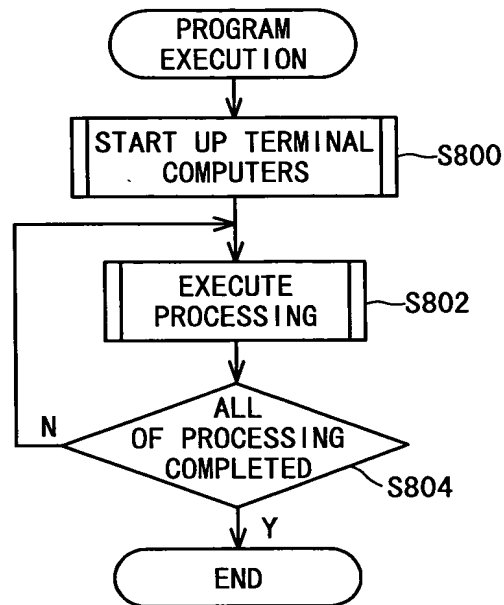 PROGRAM
EXECUTION
START UP TERMINAL
COMPUTERS
S800
EXECUTE
PROCESSING
S802
ALL
OF PROCESSING
COMPLETED
N
S804
Y
END